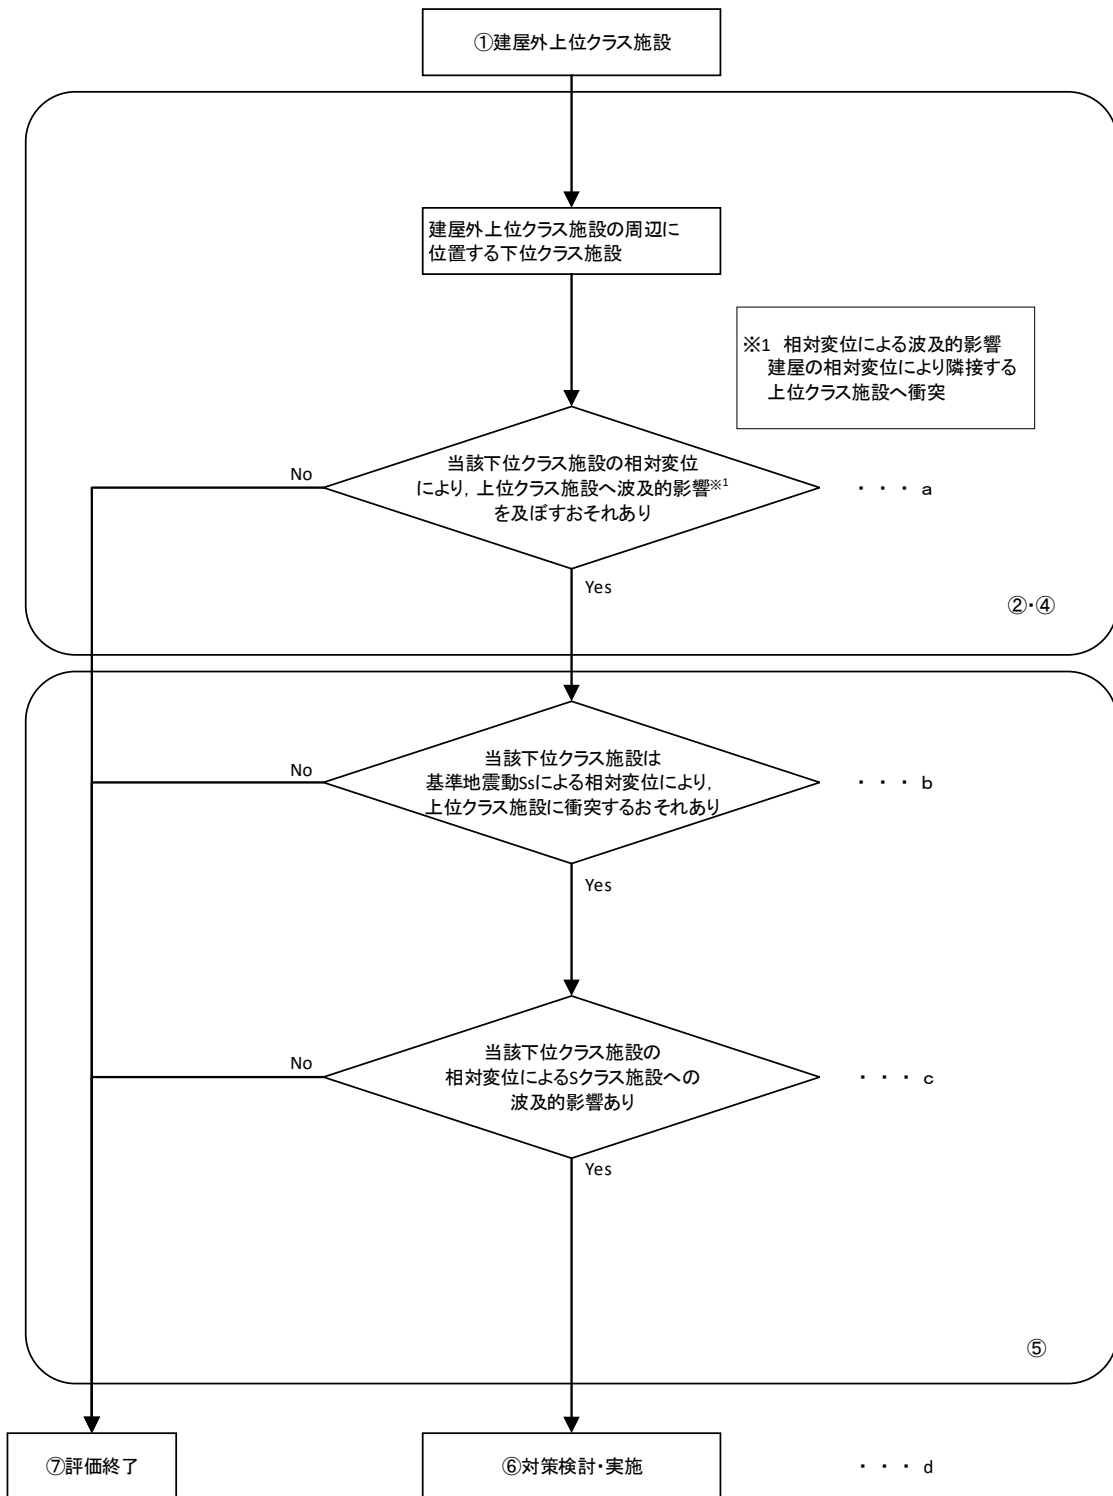 ①建屋外上位クラス施設
建屋外上位クラス施設の周辺に
位置する下位クラス施設
※1 相対変位による波及的影響
建屋の相対変位により隣接する
上位クラス施設へ衝突
当該下位クラス施設の相対変位
により，上位クラス施設へ波及的影響※1
を及ぼすおそれあり
No
・・・a
Yes
②・④
当該下位クラス施設は
基準地震動Ssによる相対変位により，
上位クラス施設に衝突するおそれあり
No
・・・b
Yes
当該下位クラス施設の
相対変位によるSクラス施設への
波及的影響あり
No
・・・c
Yes
⑤
⑦評価終了
⑥対策検討・実施
・・・d